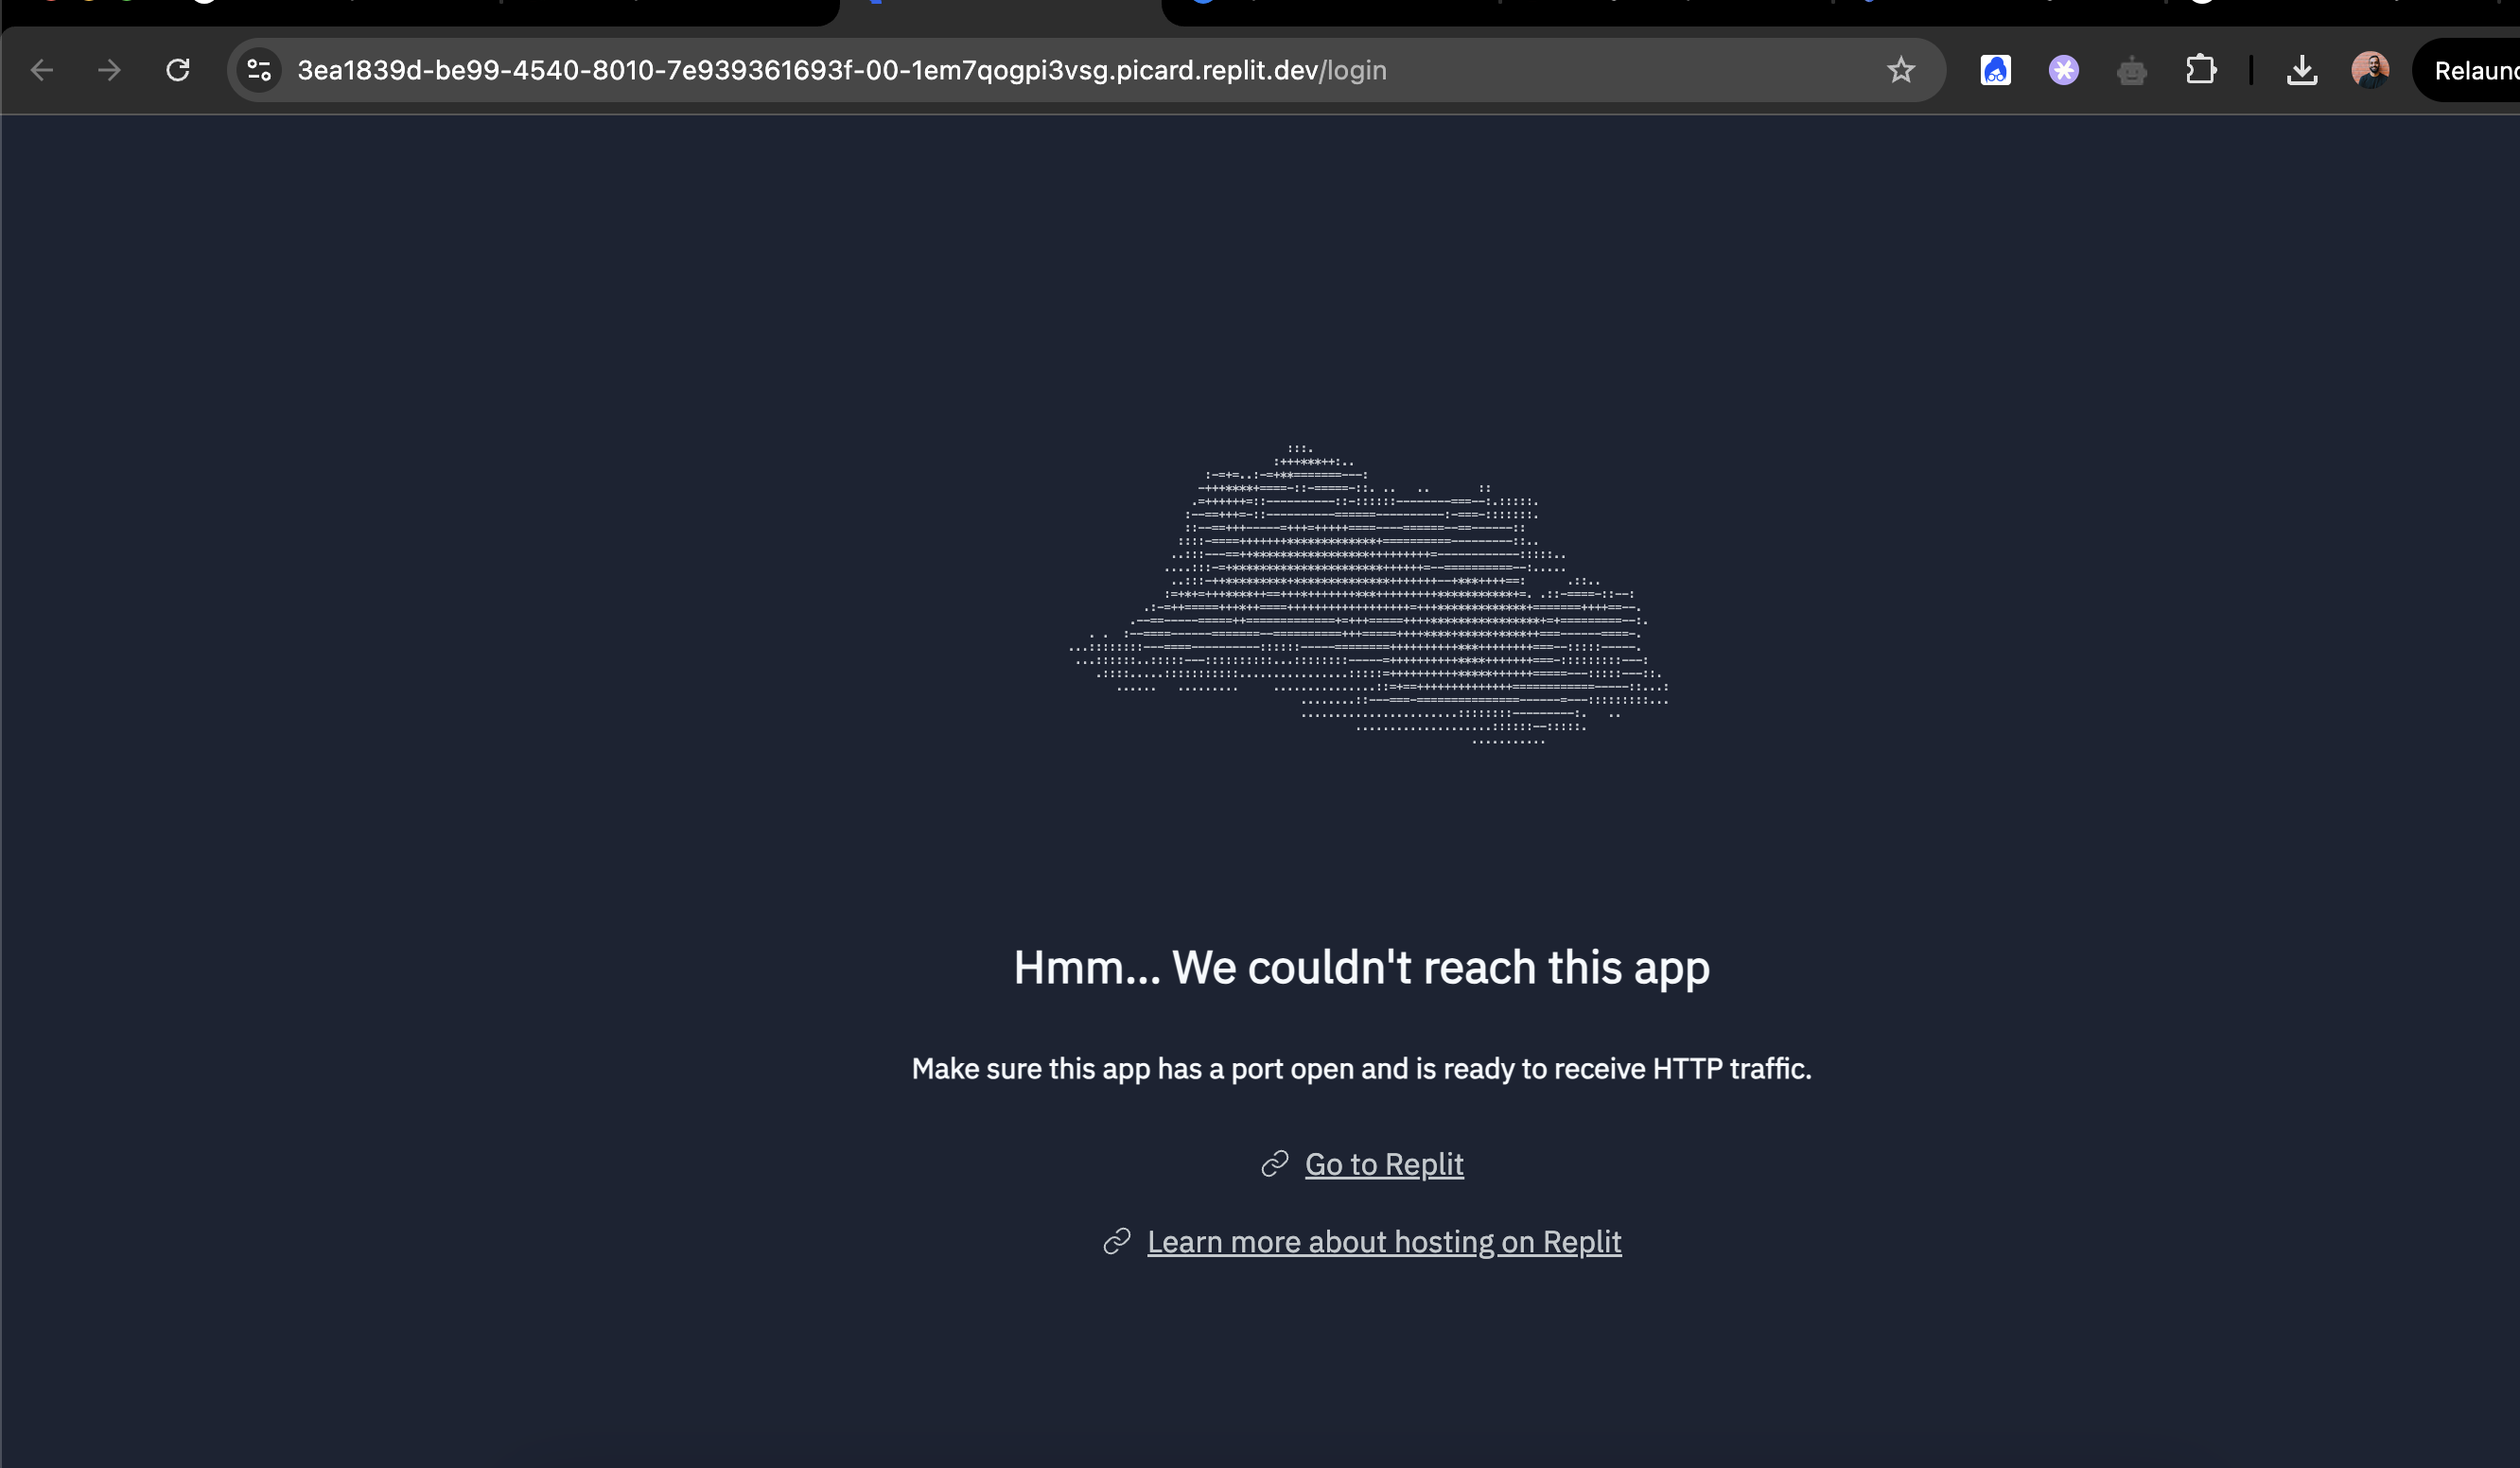 3ea1839d-be99-4540-8010-7e939361693f-00-1em7qogpi3vsg.picard.replit.dev/login
Hmm... We couldn't reach this app
Make sure this app has a port open and is ready to receive HTTP traffic.
Go to Replit
Learn more about hosting on Replit